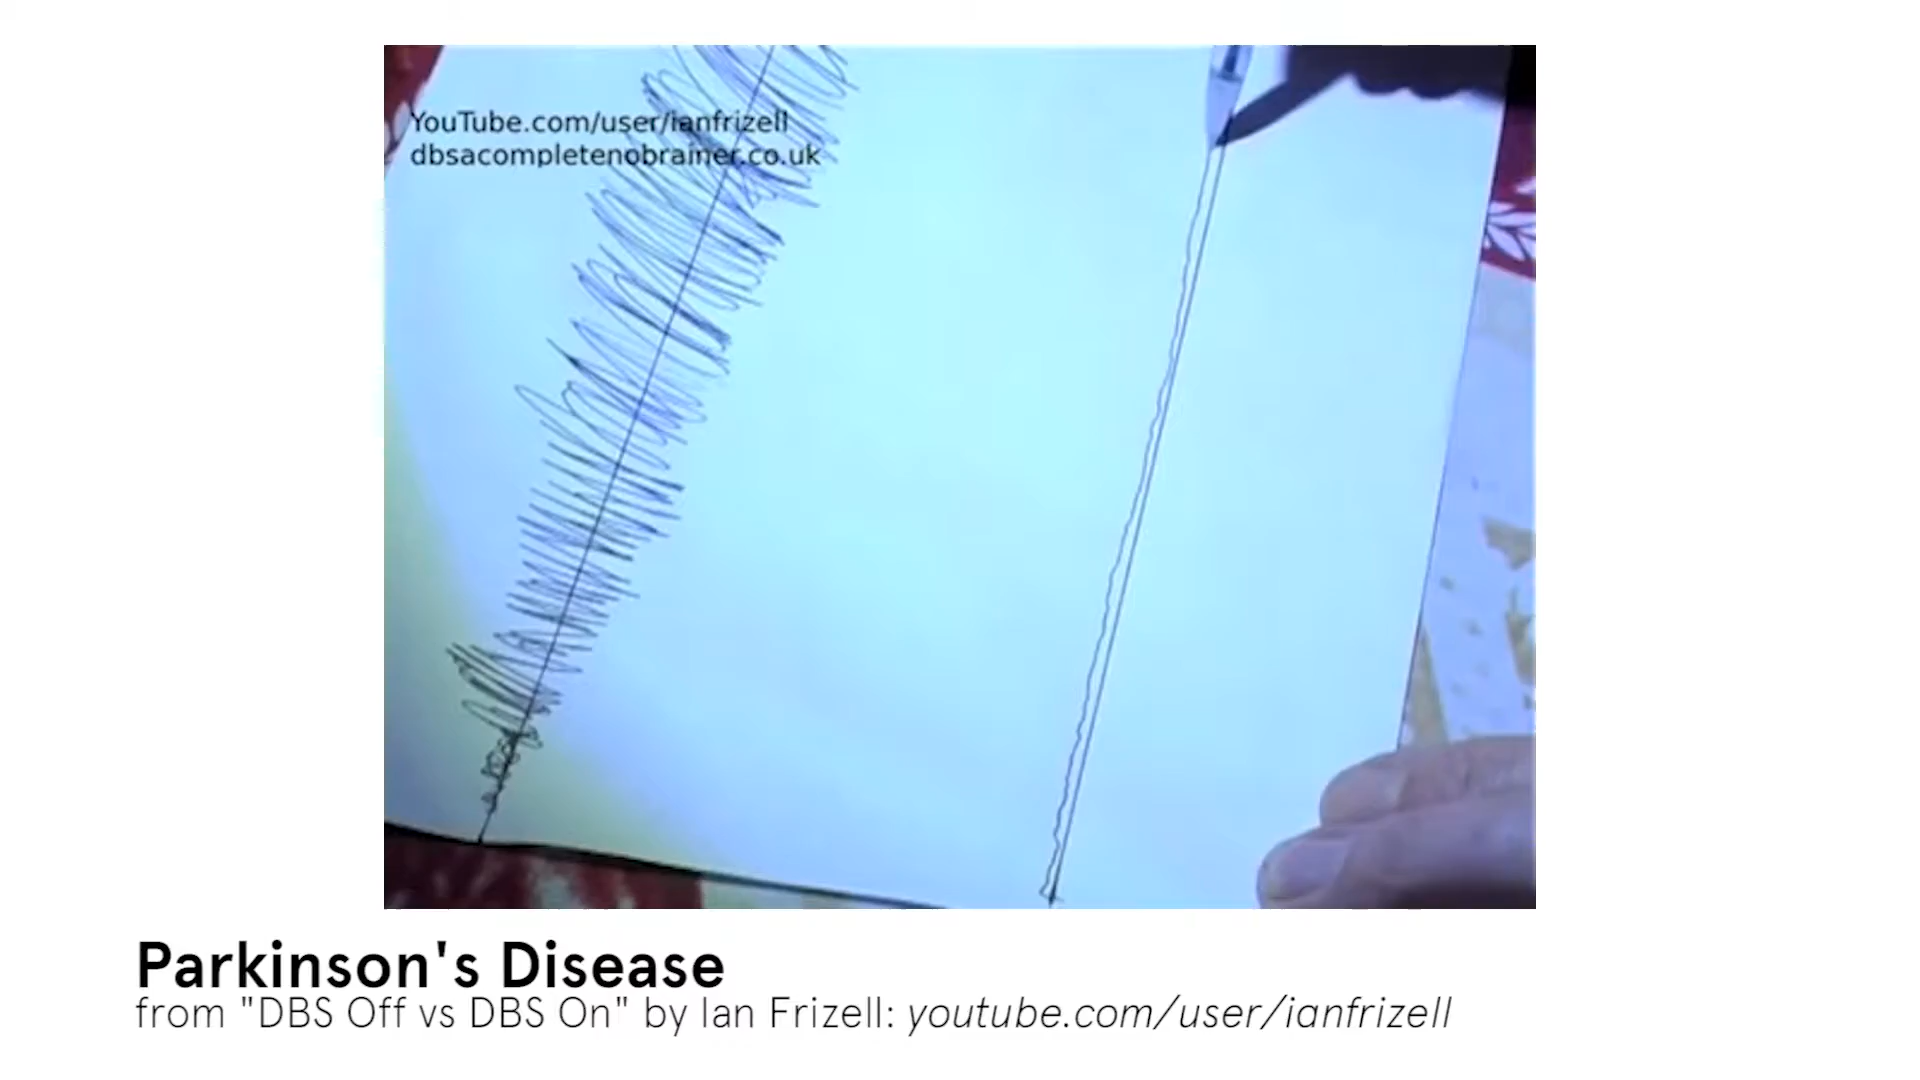 YouTube.com/user/ianfrizell
dbsacompletenobrainer.co.uk
Parkinson's Disease
from "DBS Off vs DBS On" by Ian Frizell: youtube.com/user/ianfrizell